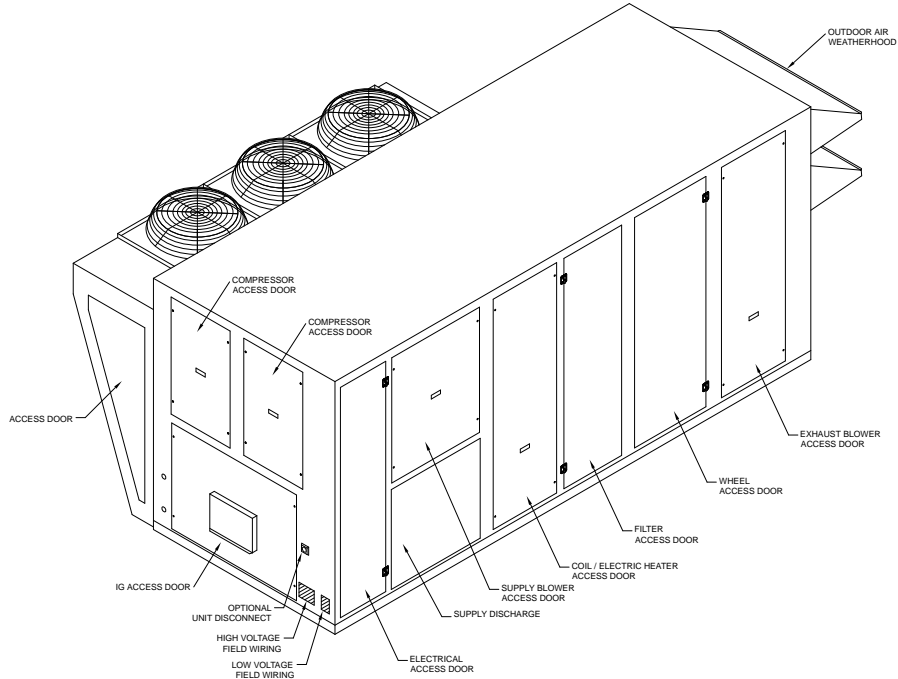 OUTDOOR AIR
WEATHERHOOD
COMPRESSOR
ACCESS DOOR
COMPRESSOR
ACCESS DOOR
ACCESS DOOR
EXHAUST BLOWER
ACCESS DOOR
WHEEL
ACCESS DOOR
FILTER
ACCESS DOOR
COIL / ELECTRIC HEATER
ACCESS DOOR
IG ACCESS DOOR
SUPPLY BLOWER
ACCESS DOOR
OPTIONAL
UNIT DISCONNECT
SUPPLY DISCHARGE
HIGH VOLTAGE
FIELD WIRING
LOW VOLTAGE
FIELD WIRING
ELECTRICAL
ACCESS DOOR